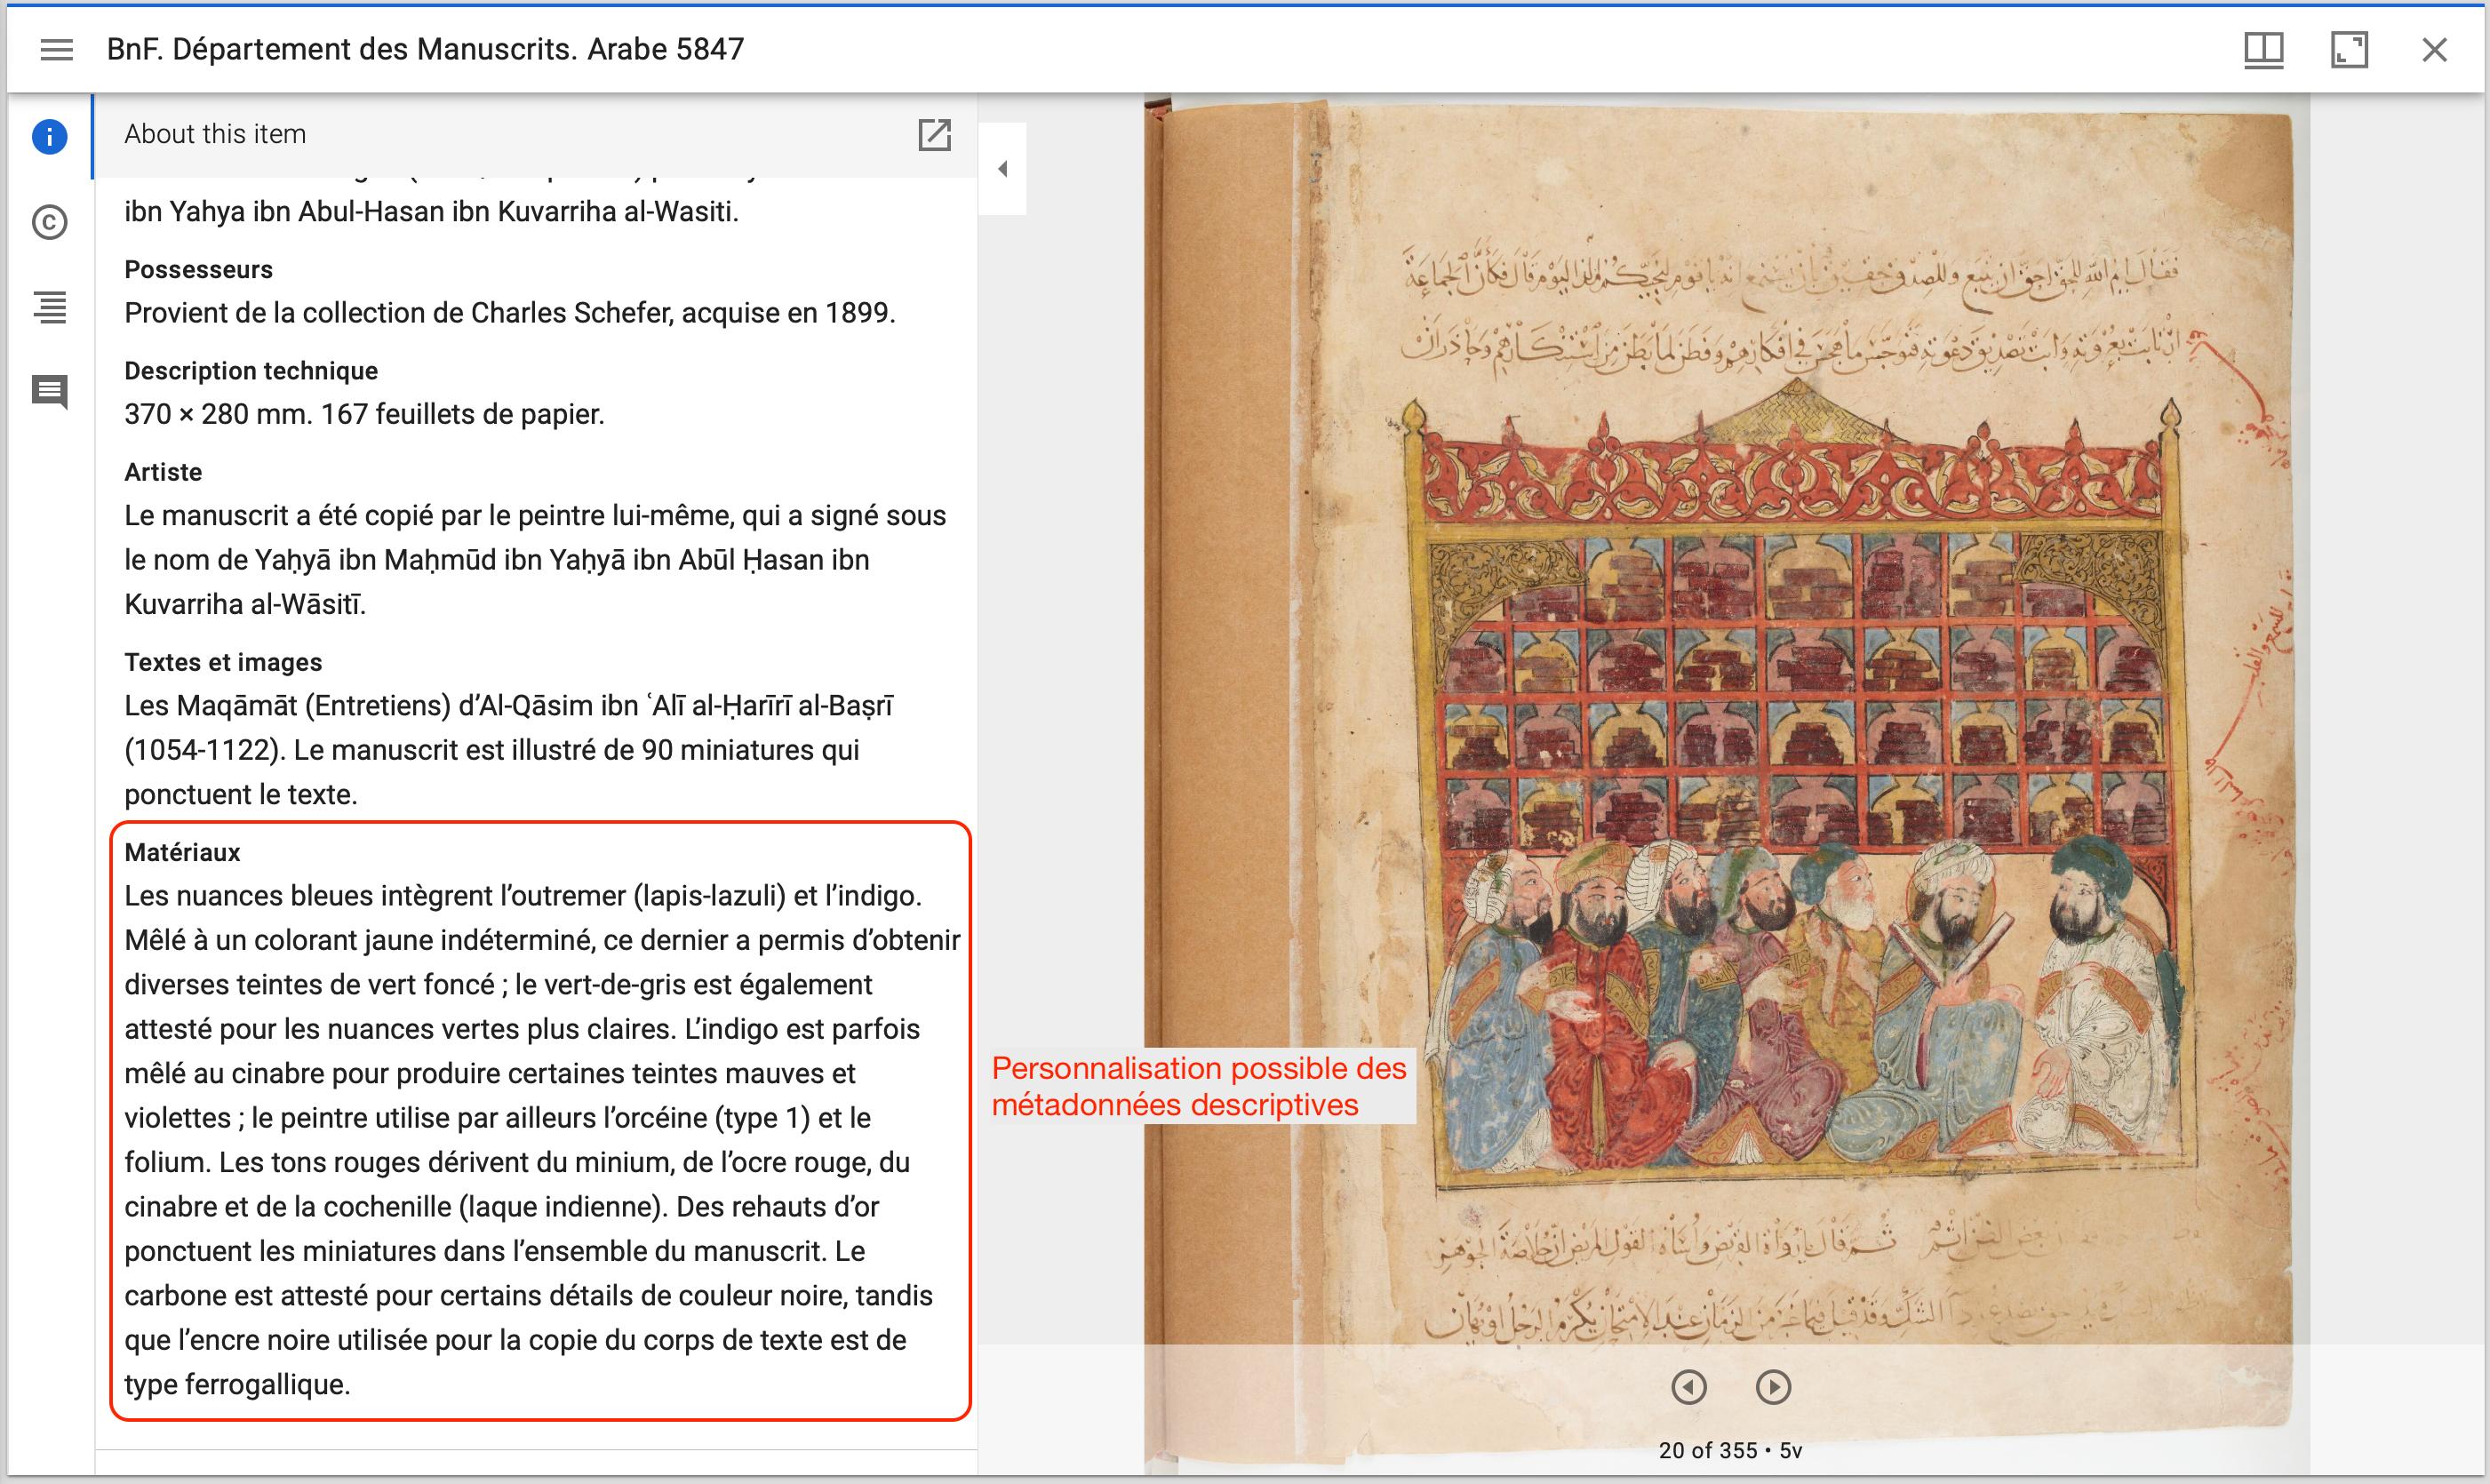 BnF. Département des Manuscrits. Arabe 5847
About this item
ibn Yahya ibn Abul-Hasan ibn Kuvarriha al-Wasiti.
Possesseurs
Provient de la collection de Charles Schefer, acquise en 1899.
Description technique
370 × 280 mm. 167 feuillets de papier.
Artiste
Le manuscrit a été copié par le peintre lui-même, qui a signé sous
le nom de Yaḥyā ibn Maḥmūd ibn Yaḥyā ibn Abūl Ḥasan ibn
Kuvarriha al-Wāsitī.
Textes et images
Les Maqāmāt (Entretiens) d’Al-Qāsim ibn ʿAlī al-Ḥarīrī al-Baṣrī
(1054-1122). Le manuscrit est illustré de 90 miniatures qui
ponctuent le texte.
Matériaux
Les nuances bleues intègrent l’outremer (lapis-lazuli) et l’indigo.
Mêlé à un colorant jaune indéterminé, ce dernier a permis d’obtenir
diverses teintes de vert foncé ; le vert-de-gris est également
attesté pour les nuances vertes plus claires. L’indigo est parfois
mêlé au cinabre pour produire certaines teintes mauves et
violettes ; le peintre utilise par ailleurs l’orcéine (type 1) et le
folium. Les tons rouges dérivent du minium, de l’ocre rouge, du
cinabre et de la cochenille (laque indienne). Des rehauts d’or
ponctuent les miniatures dans l’ensemble du manuscrit. Le
carbone est attesté pour certains détails de couleur noire, tandis
que l’encre noire utilisée pour la copie du corps de texte est de
type ferrogallique.
Personnalisation possible des
métadonnées descriptives
20 of 355 • 5v